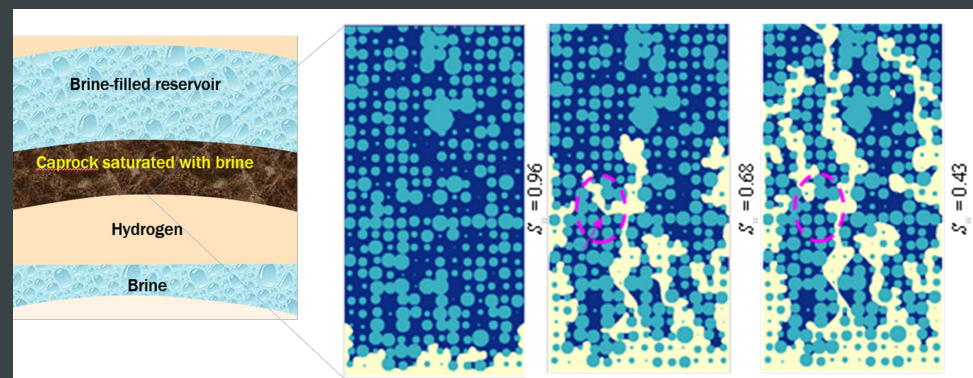 Brine-filled reservoir
Caprock saturated with brine
Hydrogen
Brine
S_w = 0.96
S_w = 0.68
S_w = 0.43